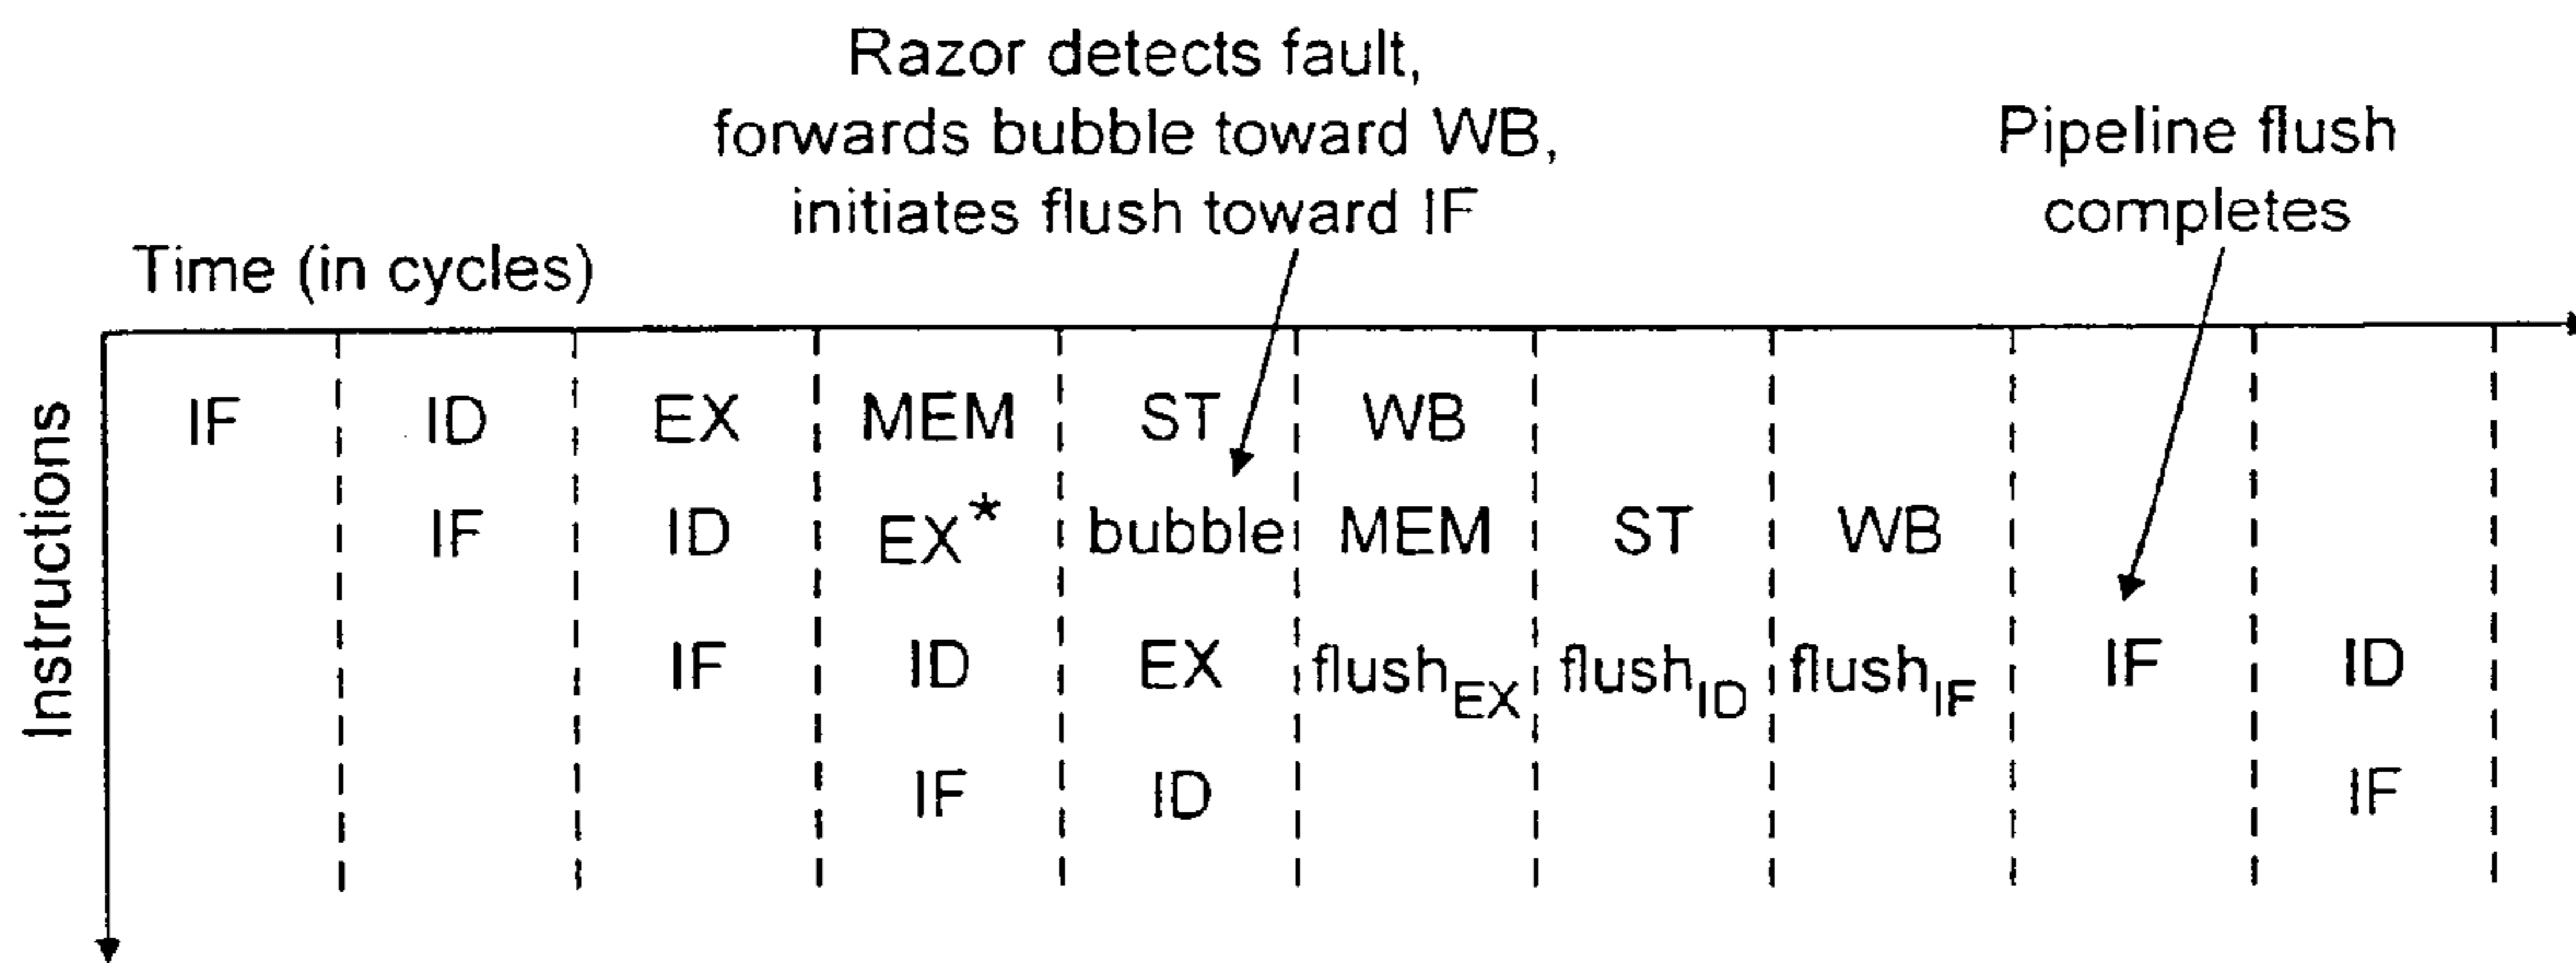 Razor detects fault,
forwards bubble toward WB,
initiates flush toward IF
Pipeline flush
completes
Time (in cycles)
Instructions
IF ID EX MEM ST WB
IF ID EX* bubble MEM ST WB
IF ID EX flushEX flushID flushIF IF ID
IF ID IF